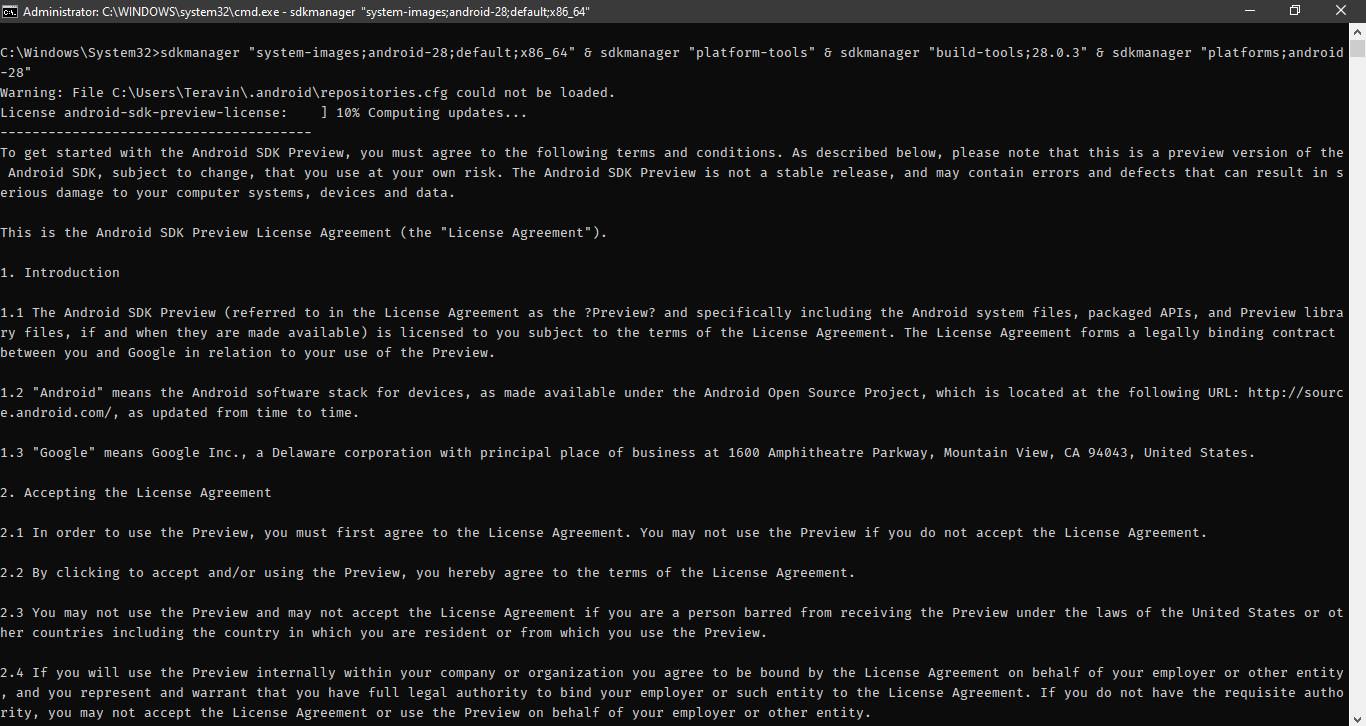 Administrator: C:\WINDOWS\system32\cmd.exe - sdkmanager "system-images;android-28;default;x86_64"
C:\Windows\System32>sdkmanager "system-images;android-28;default;x86_64" & sdkmanager "platform-tools" & sdkmanager "build-tools;28.0.3" & sdkmanager "platforms;android
-28"
Warning: File C:\Users\Teravin\.android\repositories.cfg could not be loaded.
License android-sdk-preview-license:    ] 10% Computing updates...
---------------------------------------
To get started with the Android SDK Preview, you must agree to the following terms and conditions. As described below, please note that this is a preview version of the
 Android SDK, subject to change, that you use at your own risk. The Android SDK Preview is not a stable release, and may contain errors and defects that can result in s
erious damage to your computer systems, devices and data.
This is the Android SDK Preview License Agreement (the "License Agreement").
1. Introduction
1.1 The Android SDK Preview (referred to in the License Agreement as the ?Preview? and specifically including the Android system files, packaged APIs, and Preview libra
ry files, if and when they are made available) is licensed to you subject to the terms of the License Agreement. The License Agreement forms a legally binding contract
between you and Google in relation to your use of the Preview.
1.2 "Android" means the Android software stack for devices, as made available under the Android Open Source Project, which is located at the following URL: http://sourc
e.android.com/, as updated from time to time.
1.3 "Google" means Google Inc., a Delaware corporation with principal place of business at 1600 Amphitheatre Parkway, Mountain View, CA 94043, United States.
2. Accepting the License Agreement
2.1 In order to use the Preview, you must first agree to the License Agreement. You may not use the Preview if you do not accept the License Agreement.
2.2 By clicking to accept and/or using the Preview, you hereby agree to the terms of the License Agreement.
2.3 You may not use the Preview and may not accept the License Agreement if you are a person barred from receiving the Preview under the laws of the United States or ot
her countries including the country in which you are resident or from which you use the Preview.
2.4 If you will use the Preview internally within your company or organization you agree to be bound by the License Agreement on behalf of your employer or other entity
, and you represent and warrant that you have full legal authority to bind your employer or such entity to the License Agreement. If you do not have the requisite autho
rity, you may not accept the License Agreement or use the Preview on behalf of your employer or other entity.